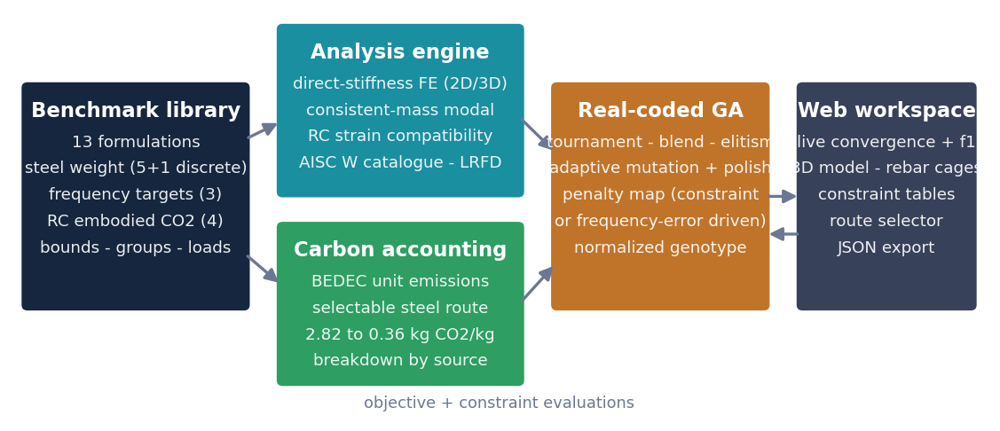 Benchmark library
13 formulations
steel weight (5+1 discrete)
frequency targets (3)
RC embodied CO2 (4)
bounds - groups - loads
Analysis engine
direct-stiffness FE (2D/3D)
consistent-mass modal
RC strain compatibility
AISC W catalogue - LRFD
Carbon accounting
BEDEC unit emissions
selectable steel route
2.82 to 0.36 kg CO2/kg
breakdown by source
Real-coded GA
tournament - blend - elitism
adaptive mutation + polish
penalty map (constraint
or frequency-error driven)
normalized genotype
Web workspace
live convergence + f1
3D model - rebar cages
constraint tables
route selector
JSON export
objective + constraint evaluations